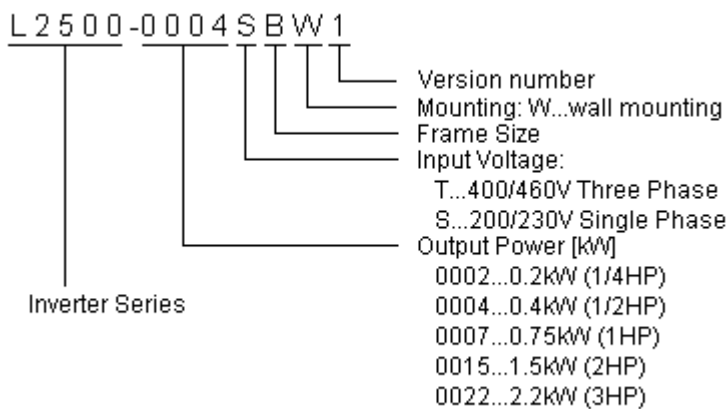 L2500-0004SBW1
Version number
Mounting: W...wall mounting
Frame Size
Input Voltage:
T...400/460V Three Phase
S...200/230V Single Phase
Output Power [kW]
0002...0.2kW (1/4HP)
Inverter Series
0004...0.4kW (1/2HP)
0007...0.75kW (1HP)
0015...1.5kW (2HP)
0022...2.2kW (3HP)